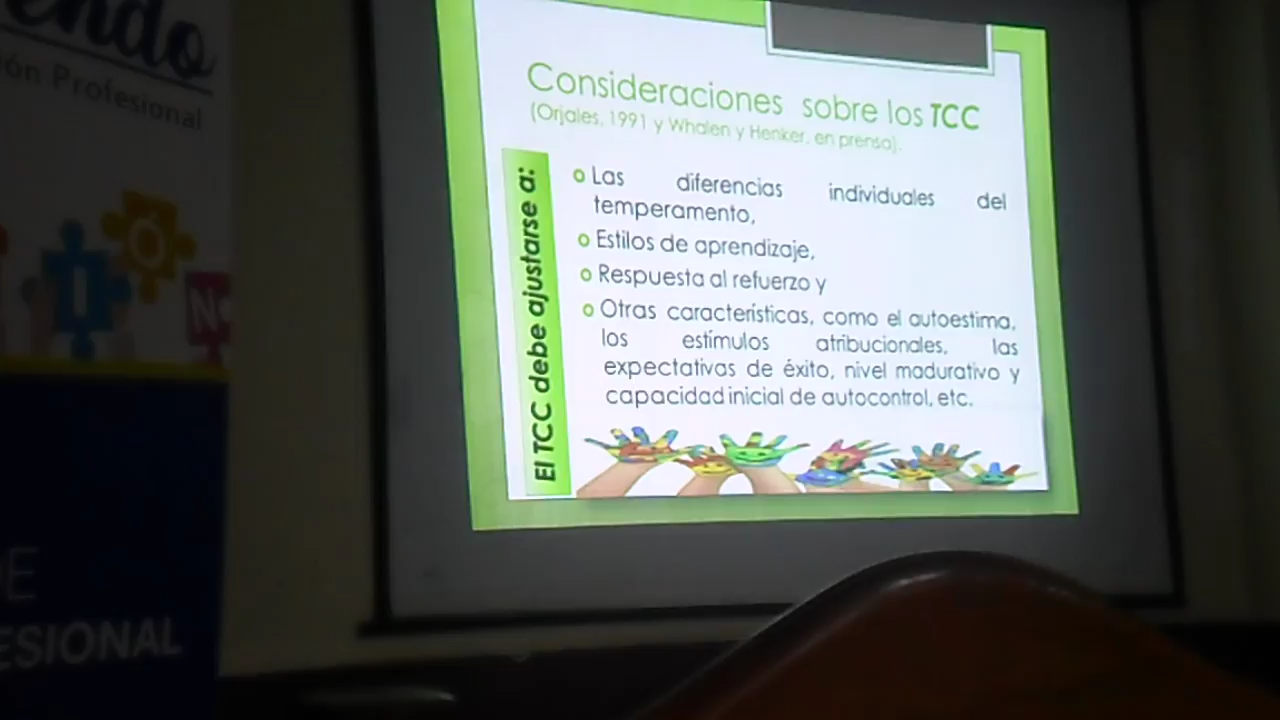 endo
ón Profesional
I
Ó
N
DE
ESIONAL
Consideraciones sobre los TCC
(Orjales, 1991 y Whalen y Henker, en prensa).
El TCC debe ajustarse a:
Las diferencias individuales del
temperamento,
Estilos de aprendizaje,
Respuesta al refuerzo y
Otras características, como el autoestima,
los estímulos atribucionales, las
expectativas de éxito, nivel madurativo y
capacidad inicial de autocontrol, etc.